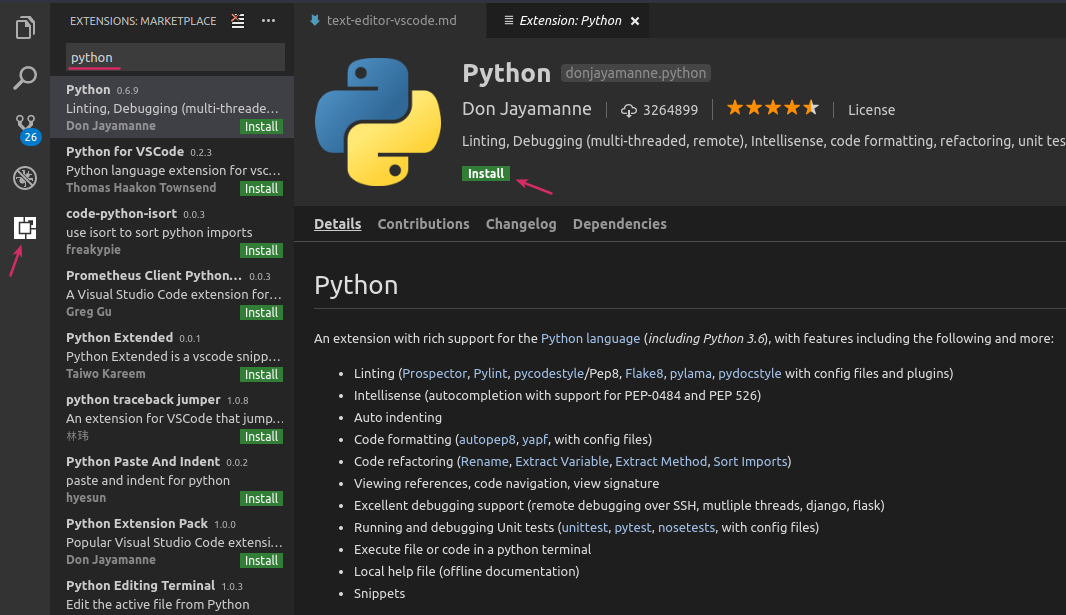 EXTENSIONS: MARKETPLACE
python
Python 0.6.9
Linting, Debugging (multi-threade...
Don Jayamanne Install
Python for VSCode 0.2.3
Python language extension for vsc...
Thomas Haakon Townsend Install
code-python-isort 0.0.3
use isort to sort python imports
freakypie Install
Prometheus Client Python... 0.0.3
A Visual Studio Code extension for...
Greg Gu Install
Python Extended 0.0.1
Python Extended is a vscode snipp...
Taiwo Kareem Install
python traceback jumper 1.0.8
An extension for VSCode that jump...
林玮 Install
Python Paste And Indent 0.0.2
paste and indent for python
hyesun Install
Python Extension Pack 1.0.0
Popular Visual Studio Code extensi...
Don Jayamanne Install
Python Editing Terminal 1.0.3
Edit the active file from Python
26
text-editor-vscode.md
Extension: Python
Python donjayamanne.python
Don Jayamanne 3264899 License
Linting, Debugging (multi-threaded, remote), Intellisense, code formatting, refactoring, unit tes
Install
Details Contributions Changelog Dependencies
Python
An extension with rich support for the Python language (including Python 3.6), with features including the following and more:
• Linting (Prospector, Pylint, pycodestyle/Pep8, Flake8, pylama, pydocstyle with config files and plugins)
• Intellisense (autocompletion with support for PEP-0484 and PEP 526)
• Auto indenting
• Code formatting (autopep8, yapf, with config files)
• Code refactoring (Rename, Extract Variable, Extract Method, Sort Imports)
• Viewing references, code navigation, view signature
• Excellent debugging support (remote debugging over SSH, mutliple threads, django, flask)
• Running and debugging Unit tests (unittest, pytest, nosetests, with config files)
• Execute file or code in a python terminal
• Local help file (offline documentation)
• Snippets